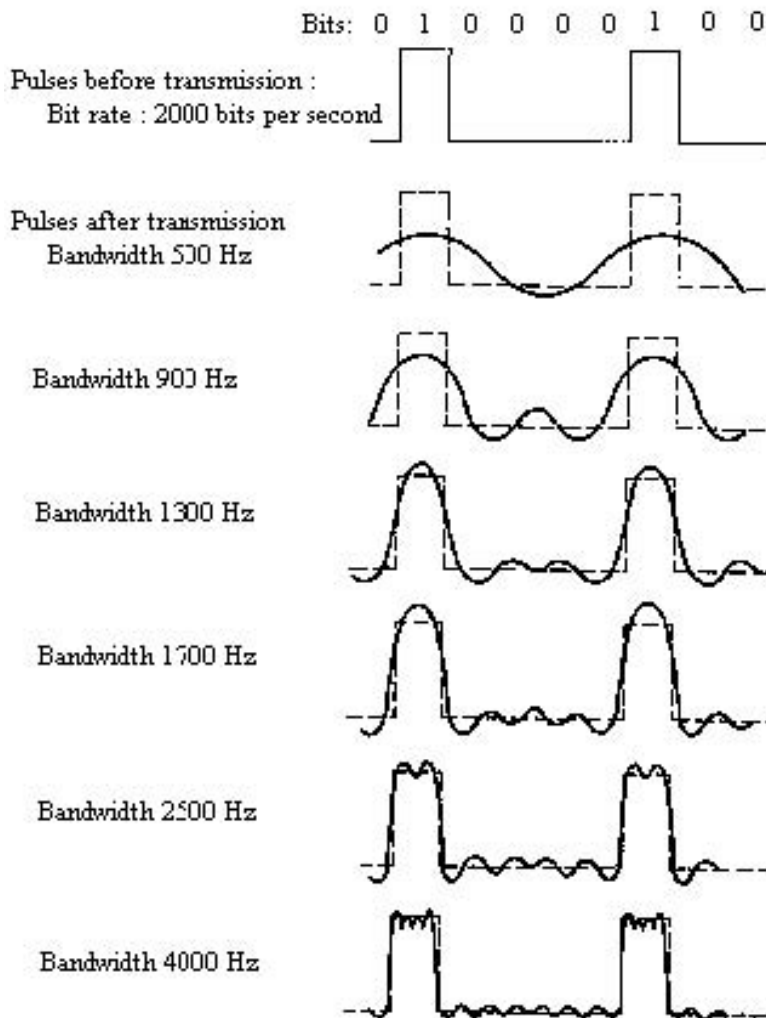 Bits: 0 1 0 0 0 0 1 0 0
Pulses before transmission :
Bit rate : 2000 bits per second
Pulses after transmission
Bandwidth 500 Hz
Bandwidth 900 Hz
Bandwidth 1300 Hz
Bandwidth 1700 Hz
Bandwidth 2500 Hz
Bandwidth 4000 Hz